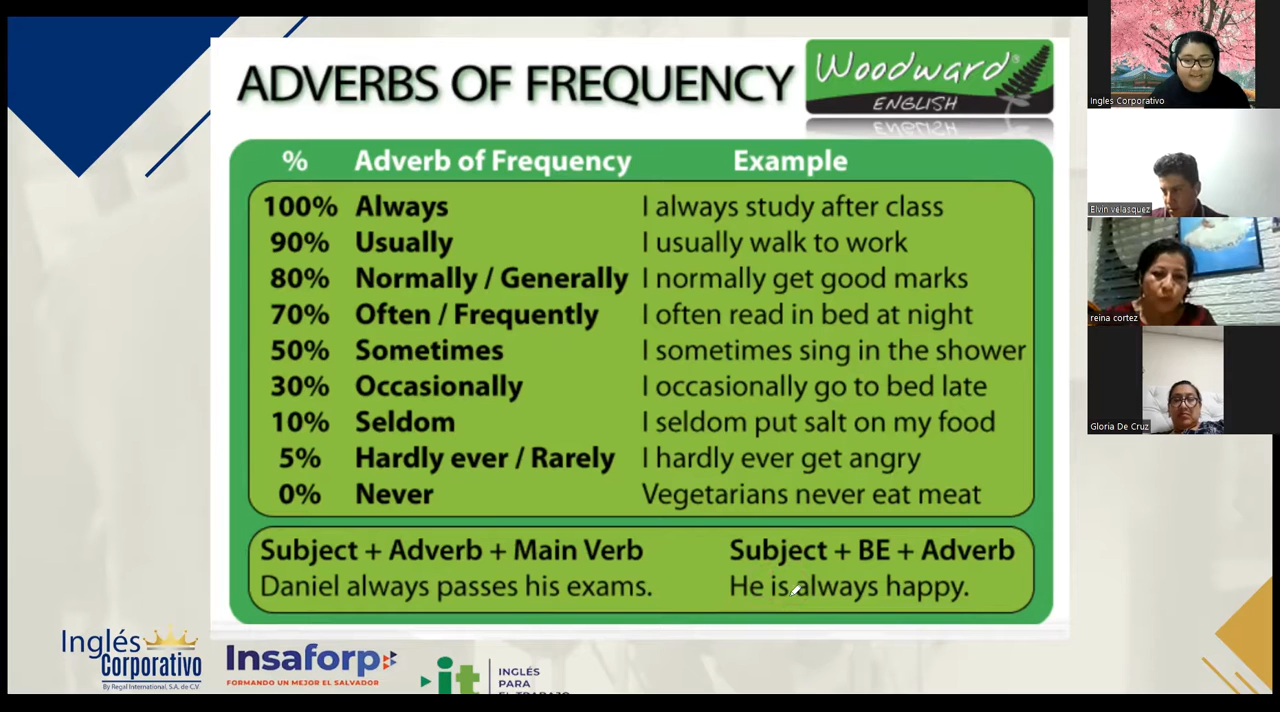 ADVERBS OF FREQUENCY
Woodward®
ENGLISH
% Adverb of Frequency Example
100% Always I always study after class
90% Usually I usually walk to work
80% Normally / Generally I normally get good marks
70% Often / Frequently I often read in bed at night
50% Sometimes I sometimes sing in the shower
30% Occasionally I occasionally go to bed late
10% Seldom I seldom put salt on my food
5% Hardly ever / Rarely I hardly ever get angry
0% Never Vegetarians never eat meat
Subject + Adverb + Main Verb
Daniel always passes his exams.
Subject + BE + Adverb
He is always happy.
Inglés
Corporativo
By Regal International, S.A. de C.V
Insaforp
FORMANDO UN MEJOR EL SALVADOR
it
INGLÉS
PARA
EL TRABAJO
Ingles Corporativo
Elvin velasquez
reina cortez
Gloria De Cruz